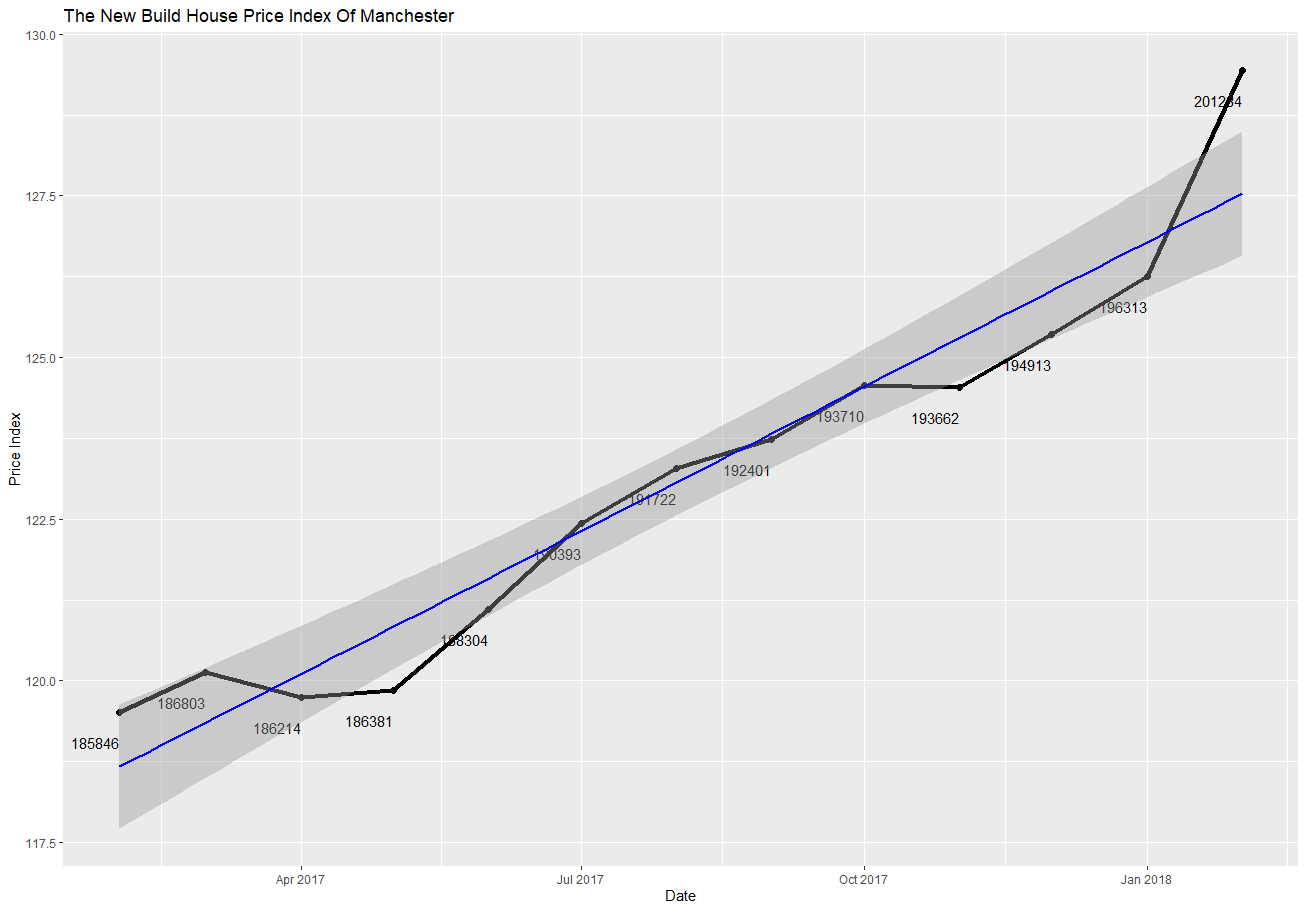 The New Build House Price Index Of Manchester
130.0
127.5
125.0
122.5
120.0
117.5
Price Index
201234
196313
194913
193710
193662
192401
191722
190393
188304
186803
186214
186381
185846
Apr 2017
Jul 2017
Oct 2017
Jan 2018
Date